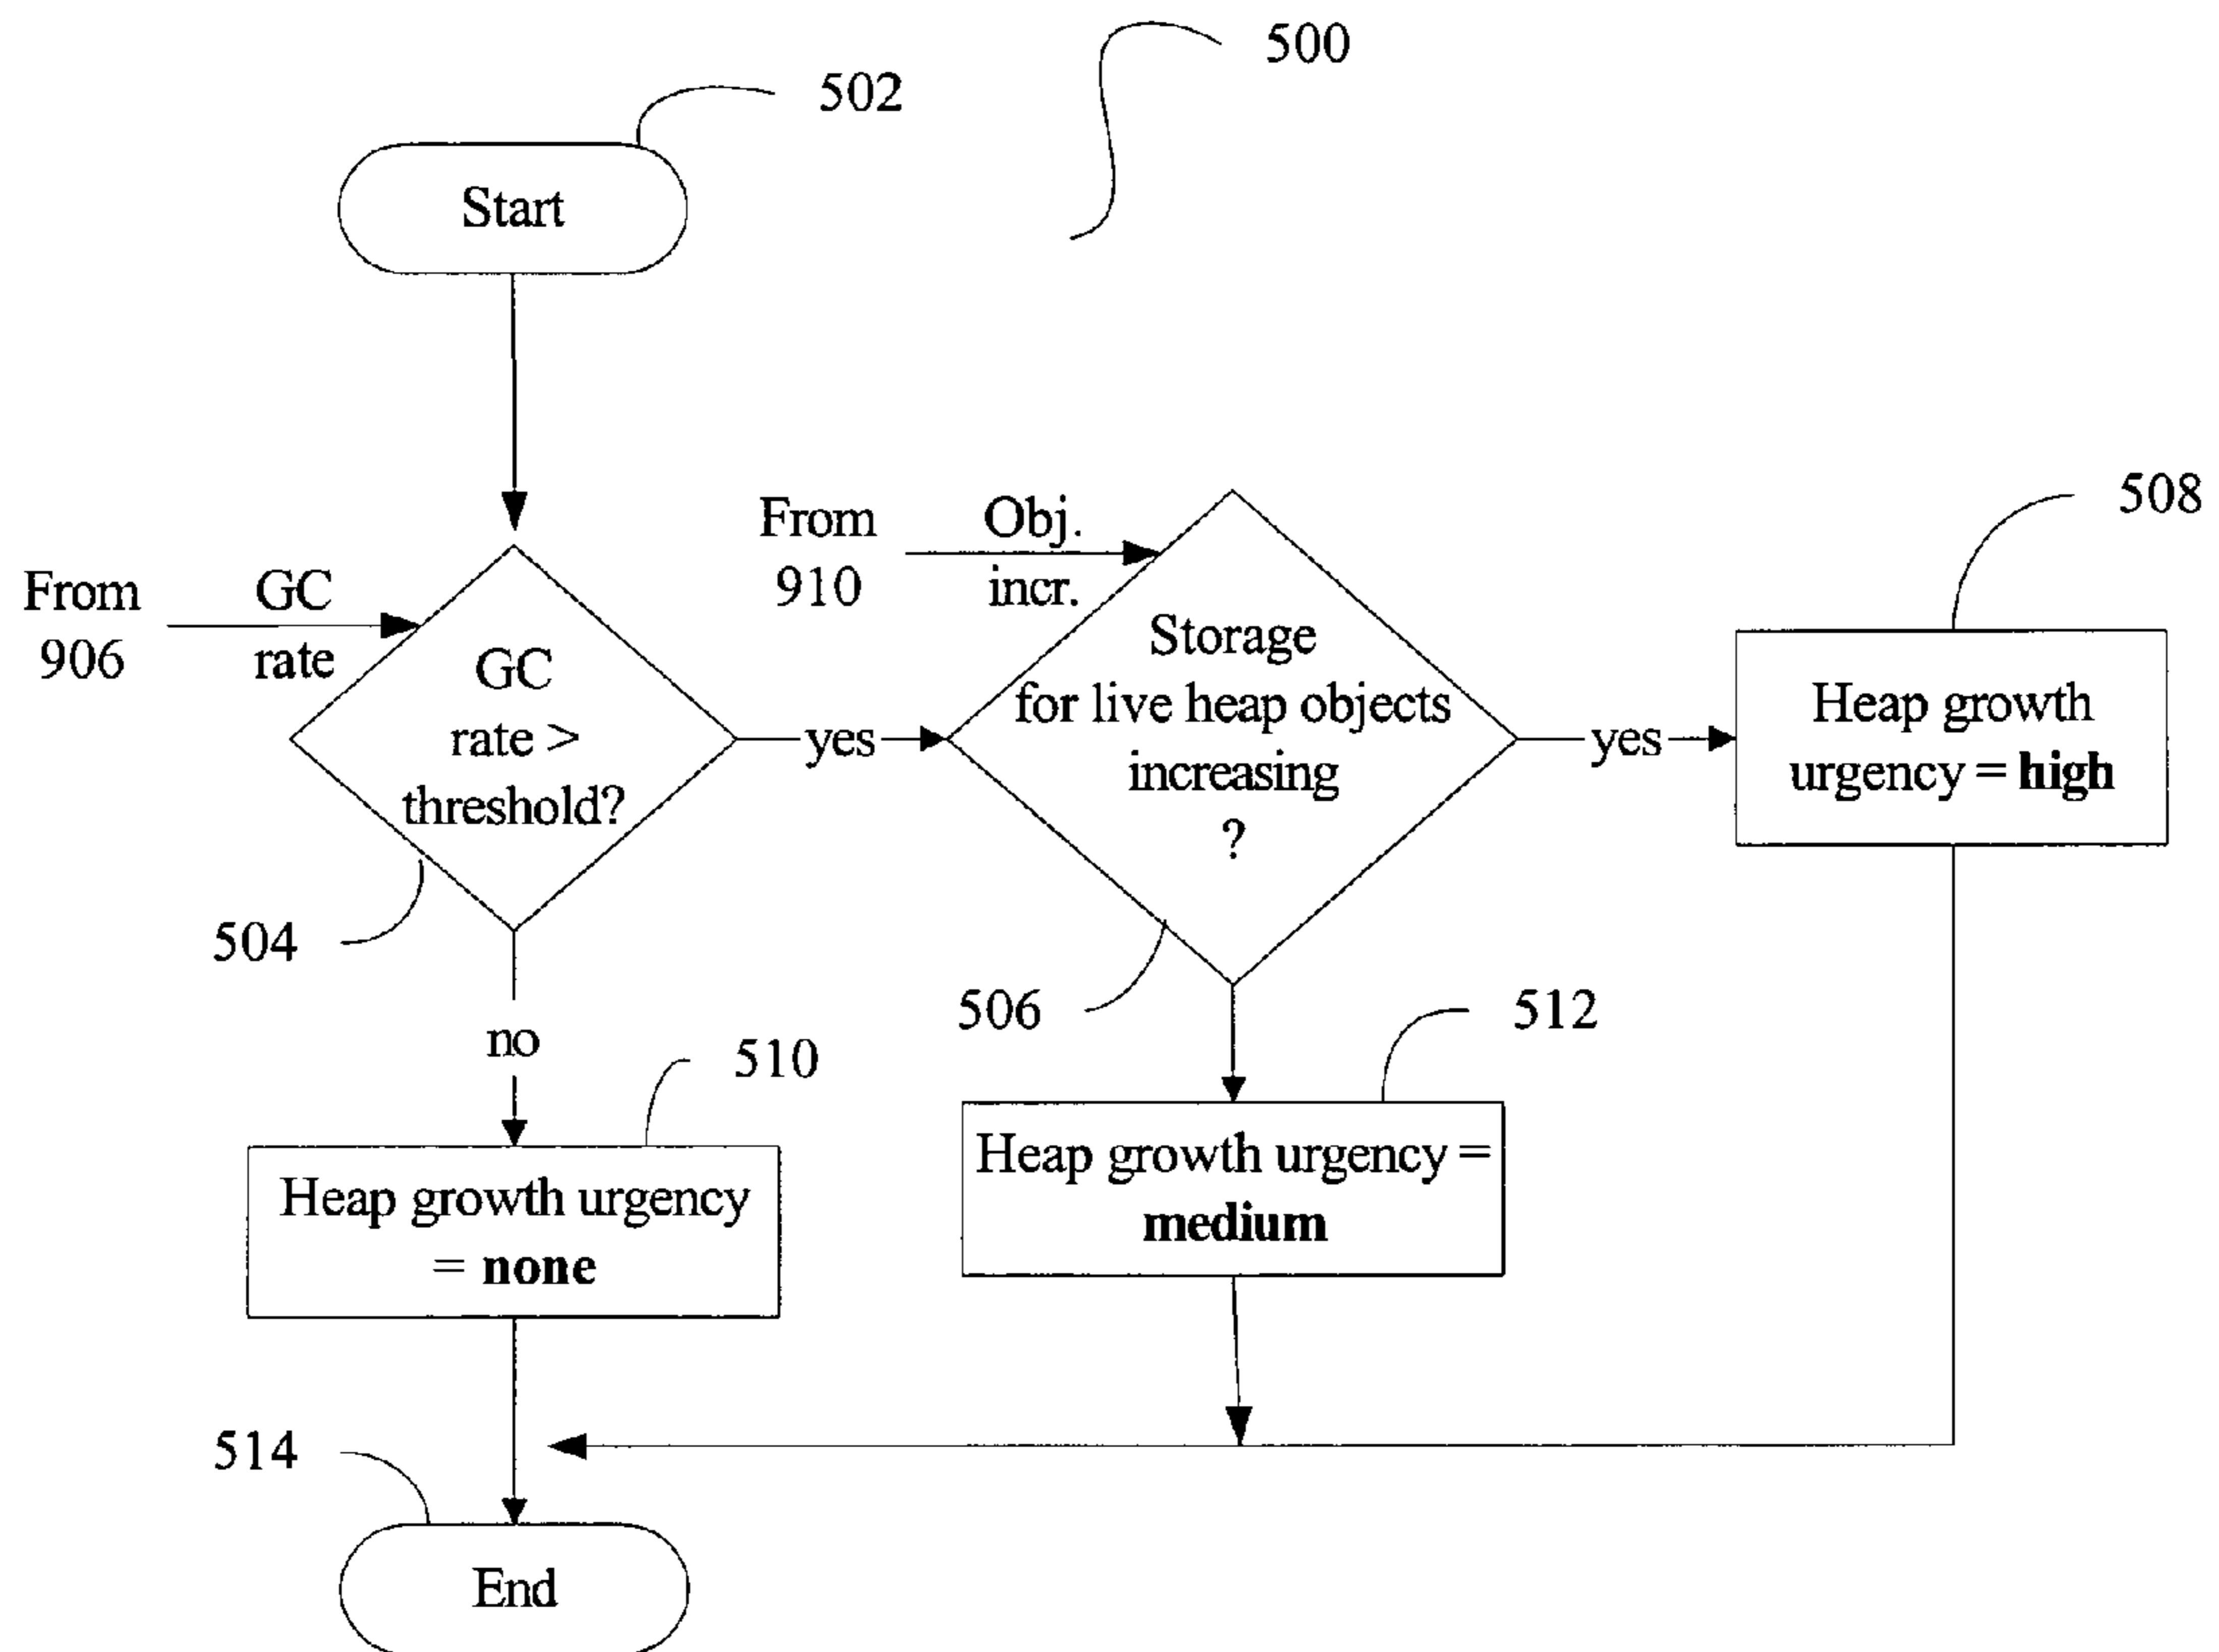 500
502
Start
508
From
906
GC
rate
GC
rate >
threshold?
504
yes
From
910
Obj.
incr.
Storage
for live heap objects
increasing
?
506
yes
Heap growth
urgency = high
no
510
Heap growth urgency
= none
512
Heap growth urgency =
medium
514
End